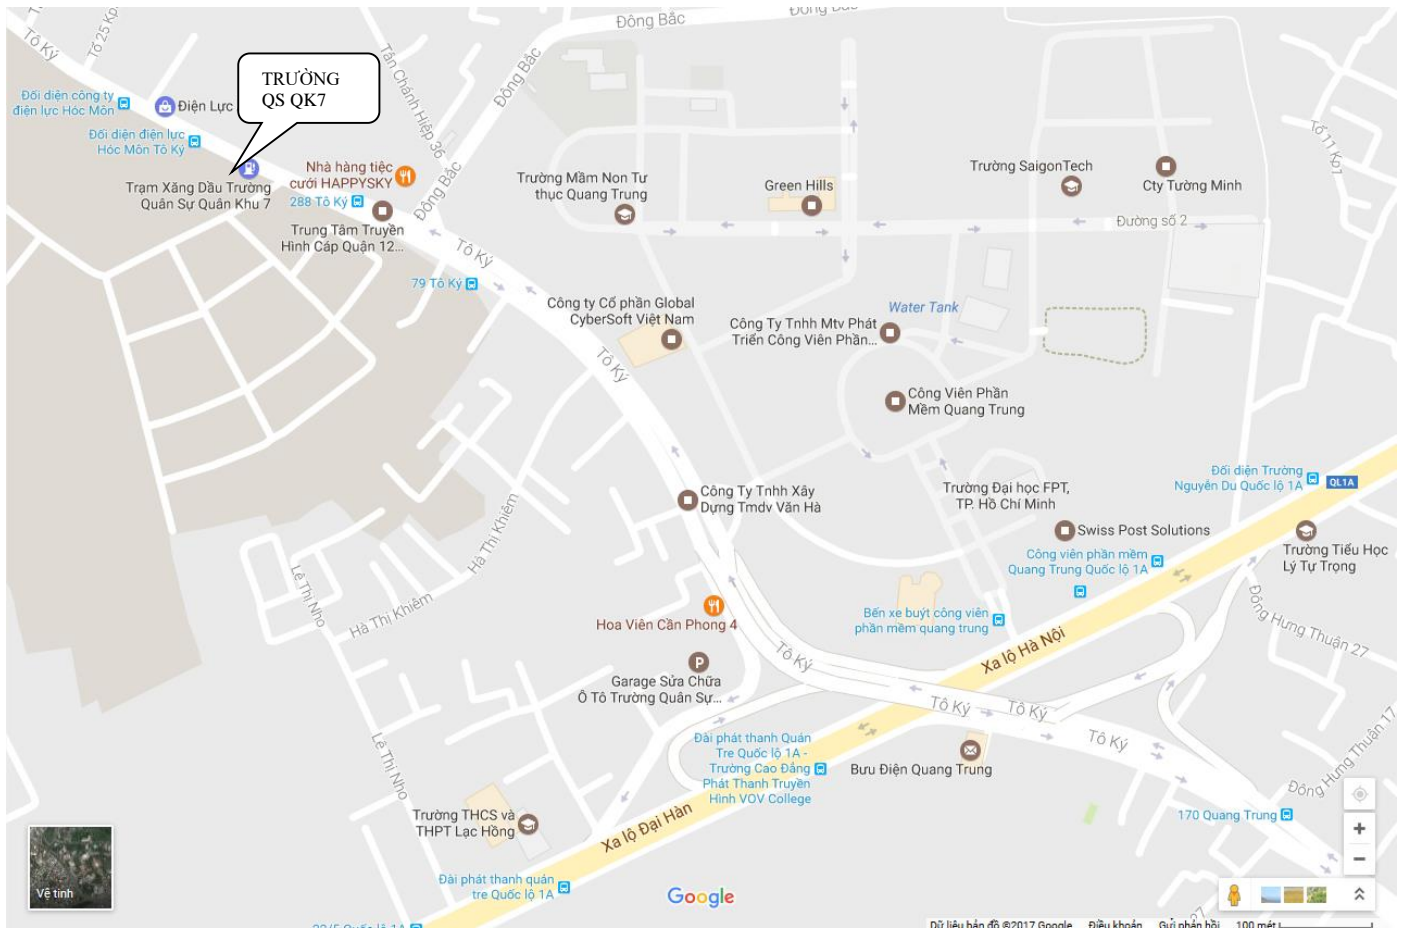 Đông Bắc
Tô Ký
Tổ 25 Kp
Tân Chánh Hiệp 36
Đông Bắc
TRƯỜNG
QS QK7
Đối diện công ty
điện lực Hóc Môn
Điện Lực
Đối diện điện lực
Hóc Môn Tô Ký
Tổ 11 Kp1
Nhà hàng tiệc
cưới HAPPYSKY
288 Tô Ký
Trạm Xăng Dầu Trường
Quân Sự Quân Khu 7
Đông Bắc
Trường Mầm Non Tư
thục Quang Trung
Green Hills
Trường SaigonTech
Cty Tường Minh
Trung Tâm Truyền
Hình Cáp Quận 12...
Đường số 2
Tô Ký
79 Tô Ký
Công ty Cổ phần Global
CyberSoft Việt Nam
Water Tank
Công Ty Tnhh Mtv Phát
Triển Công Viên Phần...
Tô Ký
Công Viên Phần
Mềm Quang Trung
Đối diện Trường
Nguyễn Du Quốc lộ 1A
QL1A
Công Ty Tnhh Xây
Dựng Tmdv Văn Hà
Trường Đại học FPT,
TP. Hồ Chí Minh
Swiss Post Solutions
Hà Thị Khiêm
Công viên phần mềm
Quang Trung Quốc lộ 1A
Trường Tiểu Học
Lý Tự Trọng
Lê Thị Nho
Hà Thị Khiêm
Hoa Viên Cần Phong 4
Bến xe buýt công viên
phần mềm quang trung
Đông Hưng Thuận 27
Xa lộ Hà Nội
Tô Ký
Garage Sửa Chữa
Ô Tô Trường Quân Sự...
Tô Ký
Tô Ký
Tô Ký
Đông Hưng Thuận 17
Lê Thị Nho
Đài phát thanh Quán
Tre Quốc lộ 1A -
Trường Cao Đẳng
Phát Thanh Truyền
Hình VOV College
Bưu Điện Quang Trung
170 Quang Trung
Trường THCS và
THPT Lạc Hồng
Xa lộ Đại Hàn
Đài phát thanh quán
tre Quốc lộ 1A
Vệ tinh
Google
Dữ liệu bản đồ ©2017 Google Điều khoản Gửi phản hồi 100 mét